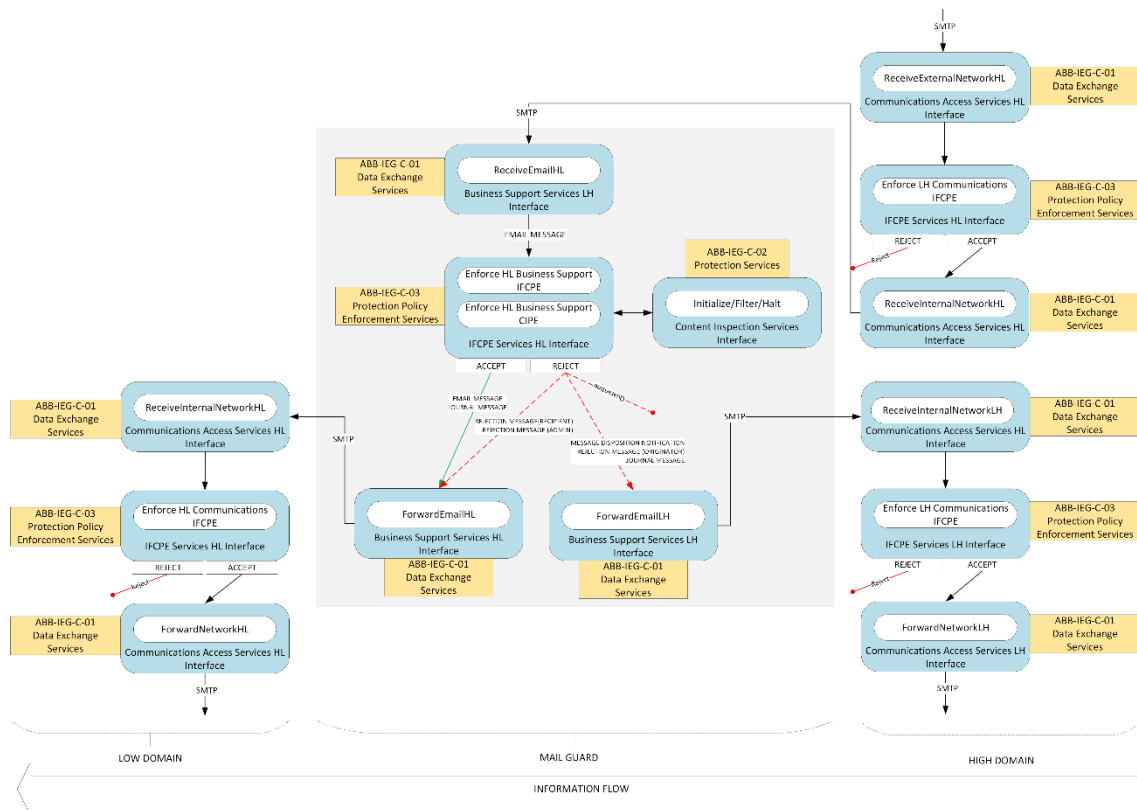 SMTP
ReceiveExternalNetworkHL
Communications Access Services HL
Interface
ABB-IEG-C-01
Data Exchange
Services
Enforce LH Communications
IFCPE
IFCPE Services HL Interface
ABB-IEG-C-03
Protection Policy
Enforcement Services
REJECT
ACCEPT
Reject
ReceiveInternalNetworkHL
Communications Access Services HL
Interface
ABB-IEG-C-01
Data Exchange
Services
SMTP
ABB-IEG-C-01
Data Exchange
Services
ReceiveEmailHL
Business Support Services LH
Interface
EMAIL MESSAGE
ABB-IEG-C-03
Protection Policy
Enforcement Services
Enforce HL Business Support
IFCPE
Enforce HL Business Support
CIPE
IFCPE Services HL Interface
ABB-IEG-C-02
Protection Services
Initialize/Filter/Halt
Content Inspection Services
Interface
ACCEPT
REJECT
EMAIL MESSAGE
JOURNAL MESSAGE
REJECTION MESSAGE(RECIPIENT)
REJECTION MESSAGE (ADMIN)
Quarantine
MESSAGE DISPOSITION NOTIFICATION
REJECTION MESSAGE (ORIGINATOR)
JOURNAL MESSAGE
ForwardEmailHL
Business Support Services HL
Interface
ABB-IEG-C-01
Data Exchange
Services
ForwardEmailLH
Business Support Services LH
Interface
ABB-IEG-C-01
Data Exchange
Services
SMTP
SMTP
ABB-IEG-C-01
Data Exchange
Services
ReceiveInternalNetworkHL
Communications Access Services HL
Interface
ABB-IEG-C-03
Protection Policy
Enforcement Services
Enforce HL Communications
IFCPE
IFCPE Services HL Interface
REJECT
ACCEPT
Reject
ABB-IEG-C-01
Data Exchange
Services
ForwardNetworkHL
Communications Access Services HL
Interface
SMTP
ReceiveInternalNetworkLH
Communications Access Services HL
Interface
ABB-IEG-C-01
Data Exchange
Services
Enforce LH Communications
IFCPE
IFCPE Services LH Interface
ABB-IEG-C-03
Protection Policy
Enforcement Services
REJECT
ACCEPT
Reject
ForwardNetworkLH
Communications Access Services LH
Interface
ABB-IEG-C-01
Data Exchange
Services
SMTP
LOW DOMAIN
MAIL GUARD
HIGH DOMAIN
INFORMATION FLOW